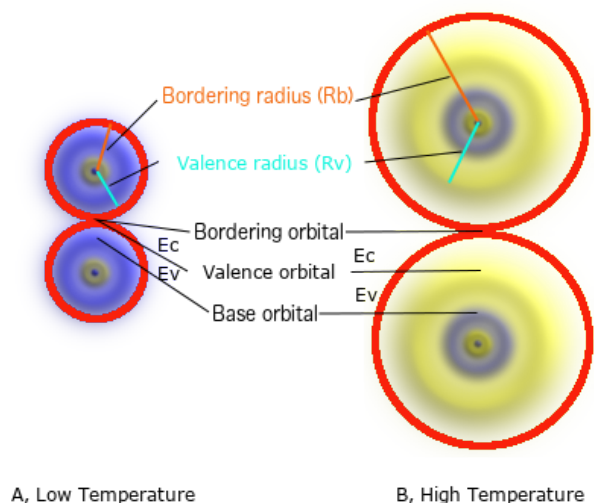 Bordering radius (Rb)
Valence radius (Rv)
Bordering orbital
Ec
Ec
Valence orbital
Ev
Ev
Base orbital
A, Low Temperature
B, High Temperature